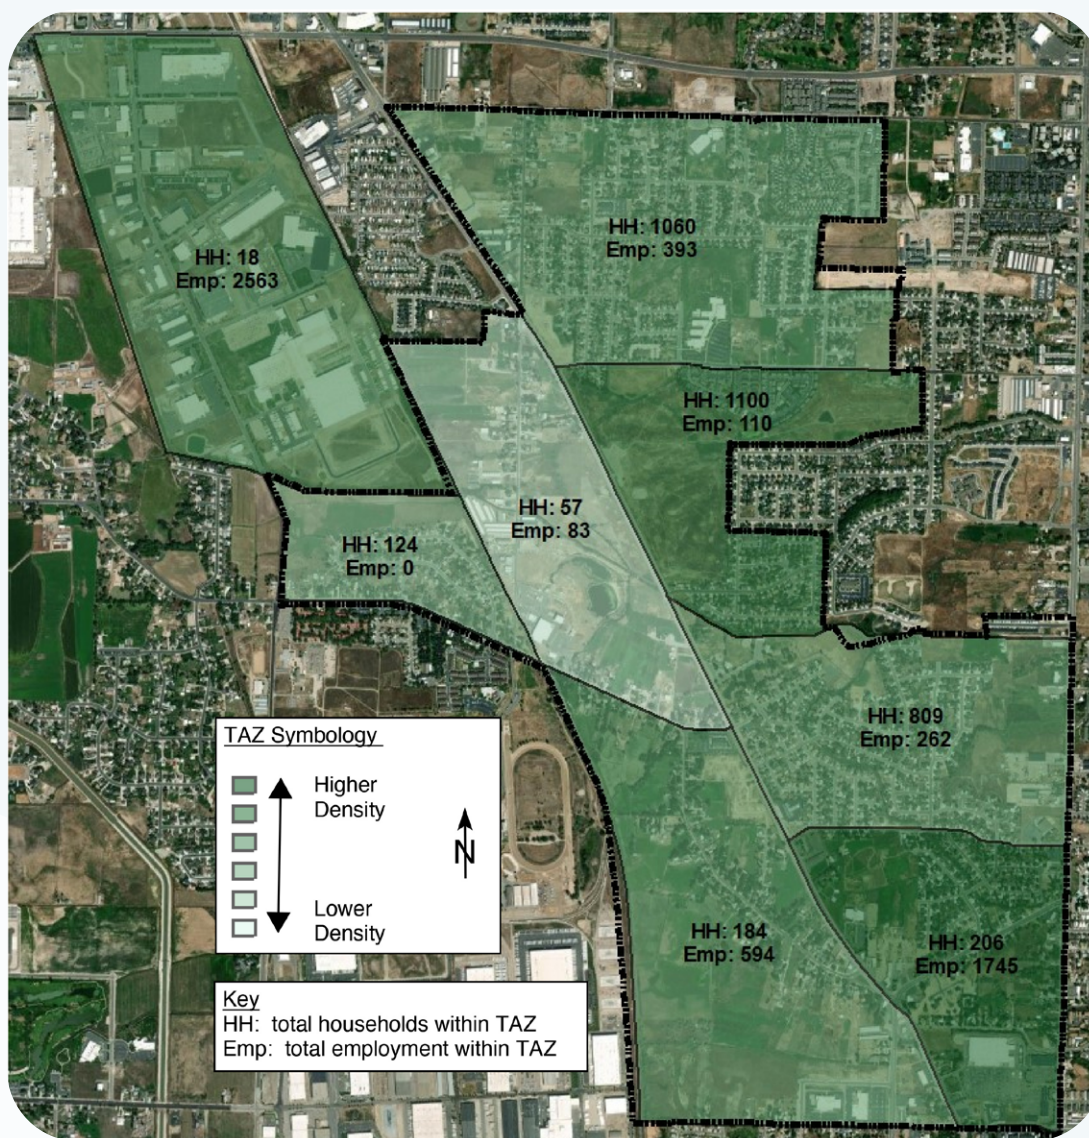 HH: 1060
Emp: 393
HH: 18
Emp: 2563
HH: 1100
Emp: 110
HH: 57
Emp: 83
HH: 124
Emp: 0
HH: 809
Emp: 262
TAZ Symbology
Higher
Density
N
Lower
Density
HH: 184
Emp: 594
HH: 206
Emp: 1745
Key
HH: total households within TAZ
Emp: total employment within TAZ